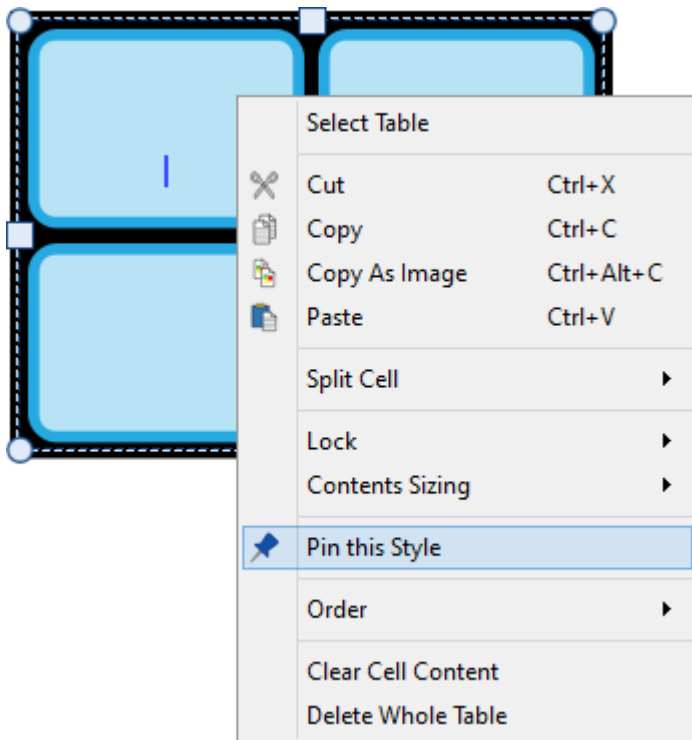 Select Table
Cut Ctrl+X
Copy Ctrl+C
Copy As Image Ctrl+Alt+C
Paste Ctrl+V
Split Cell
Lock
Contents Sizing
Pin this Style
Order
Clear Cell Content
Delete Whole Table